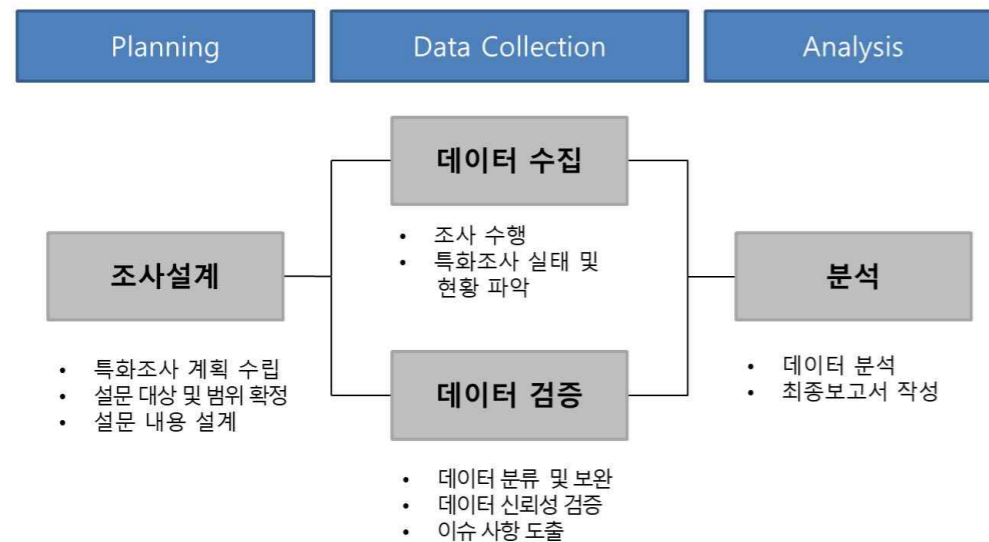 Planning
Data Collection
Analysis
데이터 수집
• 조사 수행
• 특화조사 실태 및
현황 파악
조사설계
• 특화조사 계획 수립
• 설문 대상 및 범위 확정
• 설문 내용 설계
데이터 검증
• 데이터 분류 및 보완
• 데이터 신뢰성 검증
• 이슈 사항 도출
분석
• 데이터 분석
• 최종보고서 작성